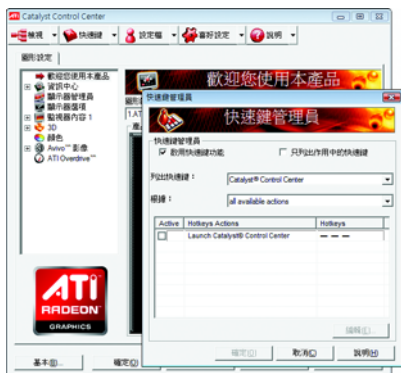 Catalyst Control Center
檢視
快速鍵
設定檔
喜好設定
說明
圖形設定
歡迎您使用本產品
資訊中心
顯示器管理員
顯示器選項
監視器內容 1
3D
顏色
Avivo™ 影像
ATI Overdrive™
歡迎您使用本產品
快速鍵管理員
快速鍵管理員
快速鍵管理員
啟用快速鍵功能
只列出作用中的快速鍵
列出快速鍵：
Catalyst® Control Center
根據：
all available actions
Active
Hotkeys Actions
Hotkeys
Launch Catalyst® Control Center
編輯(E)...
確定(O)
取消(C)
說明(H)
ATI
RADEON
GRAPHICS
基本(B)...
確定(O)